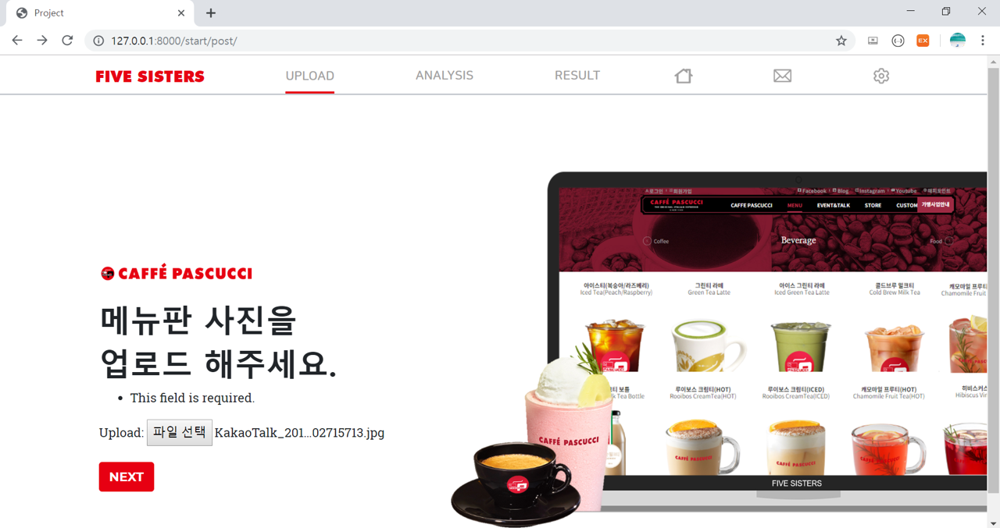 Project
127.0.0.1:8000/start/post/
EX
FIVE SISTERS
UPLOAD
ANALYSIS
RESULT
로그인
회원가입
Facebook
Blog
Instagram
Youtube
해피포인트
CAFFÉ PASCUCCI
CAFFE PASCUCCI
MENU
EVENT&TALK
STORE
CUSTOM
가맹사업안내
Coffee
Beverage
Food
CAFFÉ PASCUCCI
메뉴판 사진을
업로드 해주세요.
This field is required.
Upload: 파일 선택 KakaoTalk_201...02715713.jpg
NEXT
아이스티(복숭아/라즈베리)
Iced Tea(Peach/Raspberry)
그린티 라떼
Green Tea Latte
아이스 그린티 라떼
Iced Green Tea Latte
콜드브루 밀크티
Cold Brew Milk Tea
캐모마일 프루티
Chamomile Fruit
티 보틀
lk Tea Bottle
루이보스 크림티(HOT)
Rooibos CreamTea(HOT)
루이보스 크림티(ICED)
Rooibos CreamTea(ICED)
캐모마일 프루티(HOT)
Chamomile Fruit Tea(HOT)
히비스커스
Hibiscus Vin
CAFFÉ PASCUCCI
FIVE SISTERS